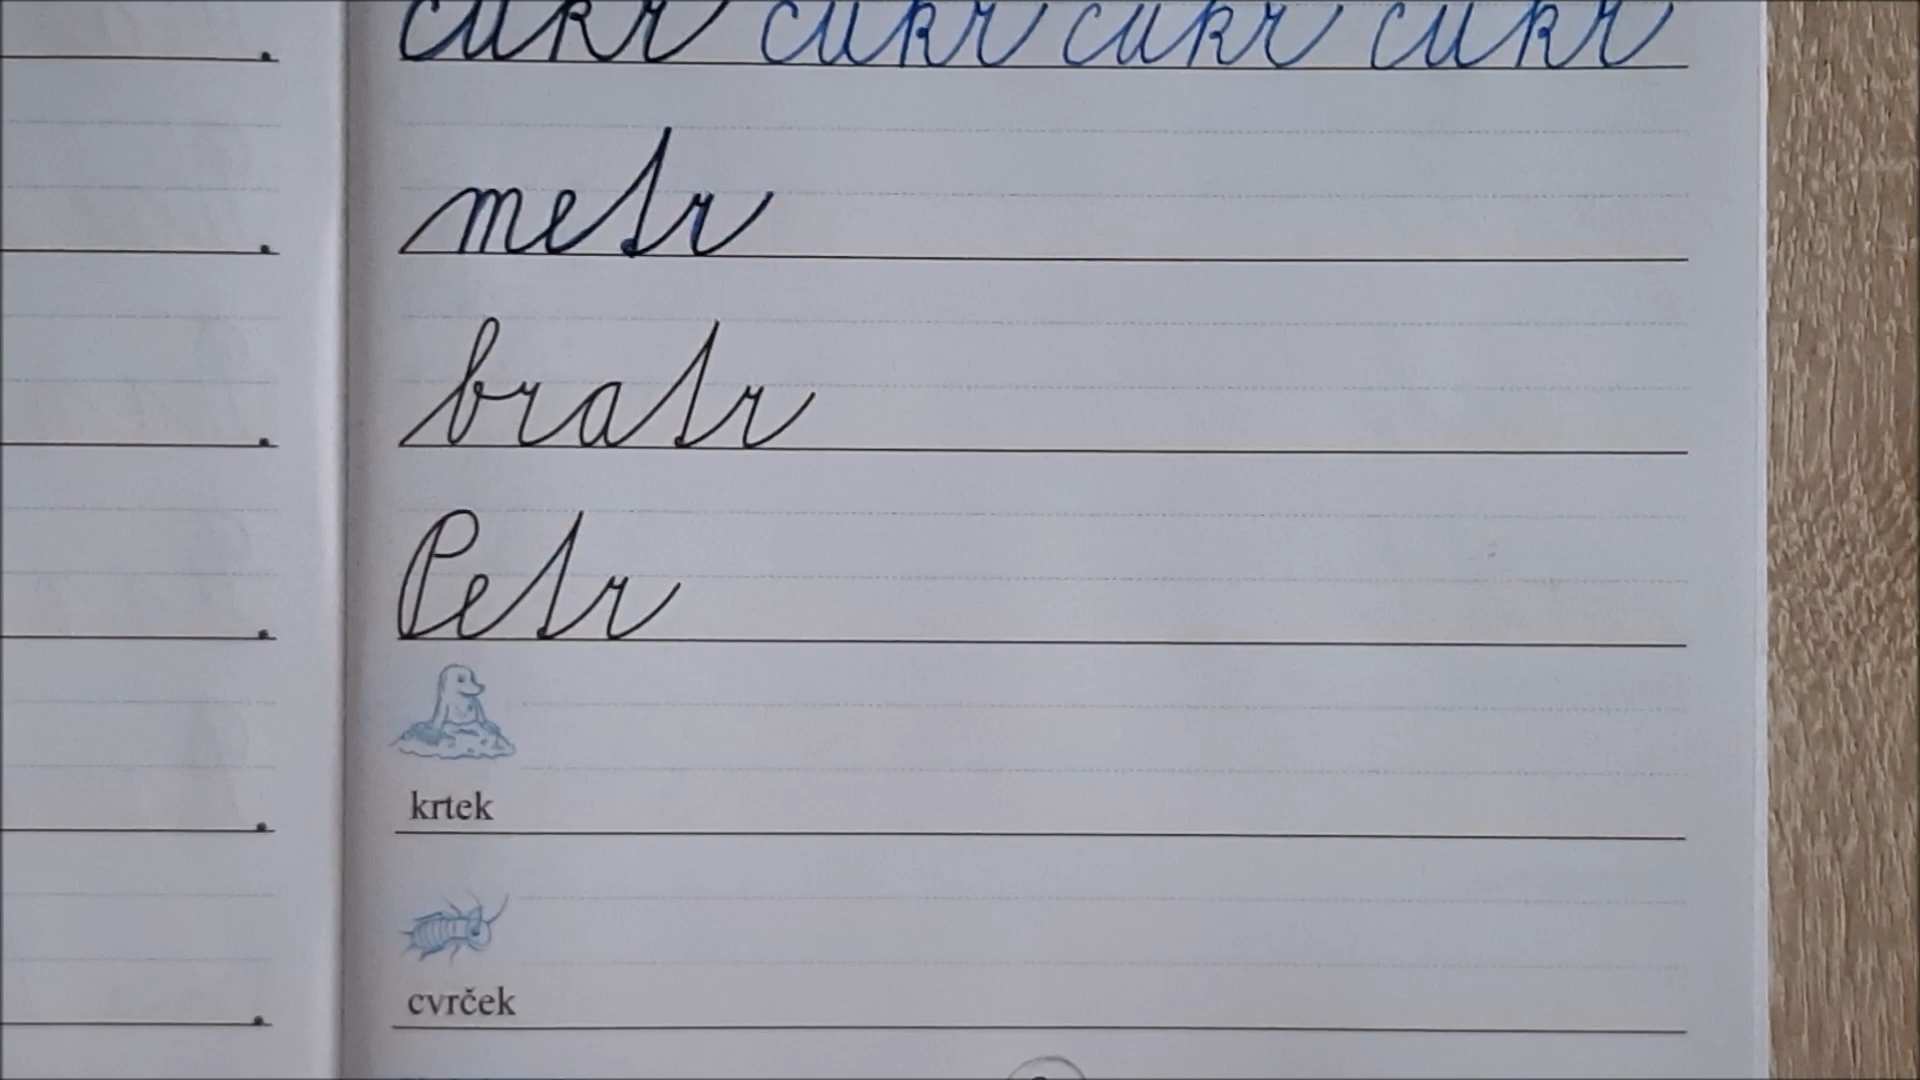 cukr cukr cukr cukr
metr
bratr
Petr
krtek
cvrček